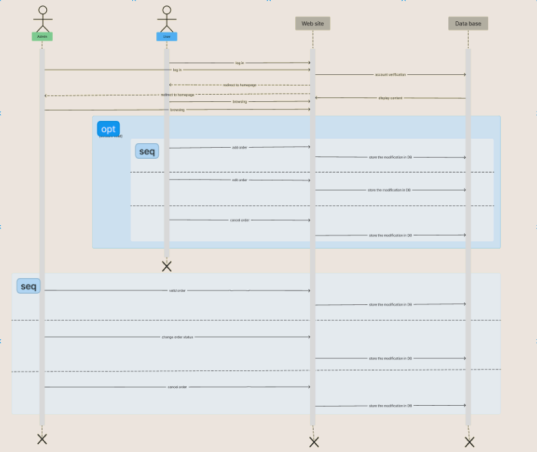 Web site
Data base
Admin
user
log in
log in
account verification
redirect to homepage
redirect to homepage
display content
browsing
browsing
opt
seq
add order
store the modification in DB
edit order
store the modification in DB
cancel order
store the modification in DB
seq
store the modification in DB
change order status
store the modification in DB
cancel order
store the modification in DB